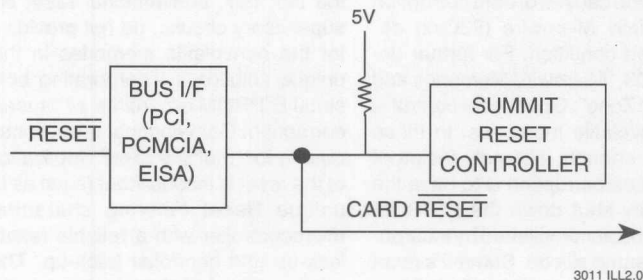 5V
BUS I/F
(PCI,
PCMCIA,
EISA)
RESET
SUMMIT
RESET
CONTROLLER
CARD RESET
3011 ILL2.0